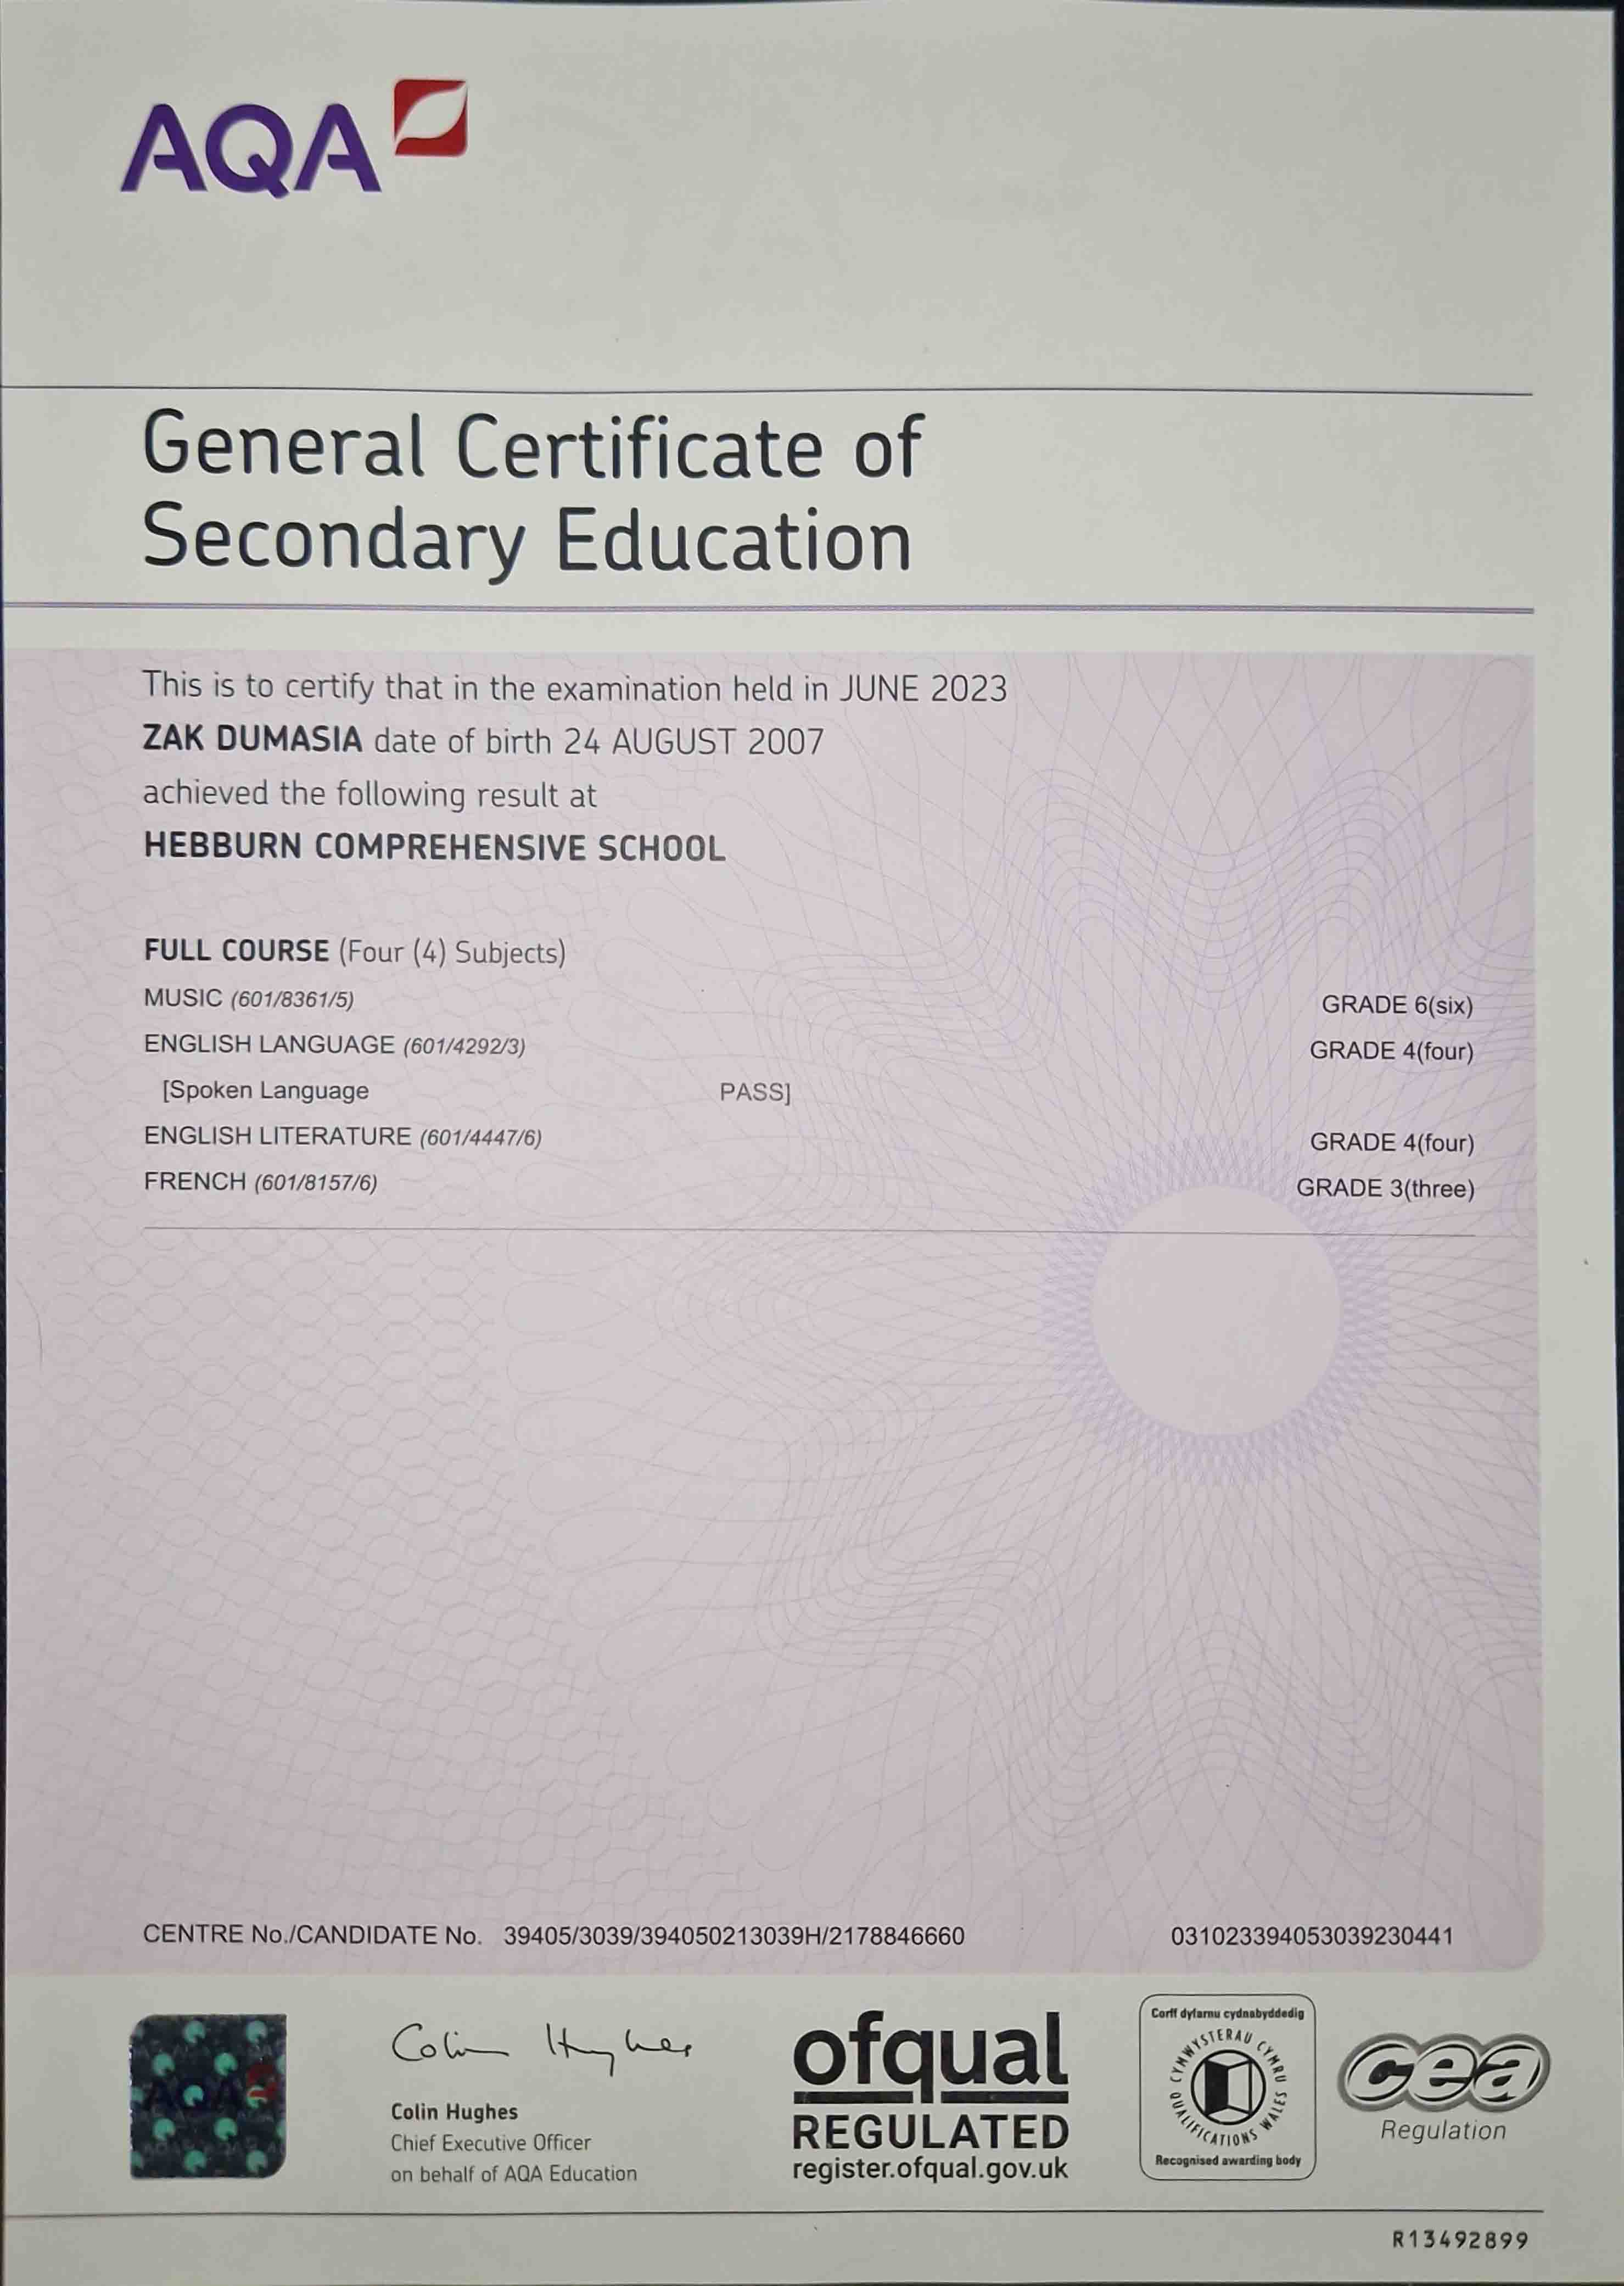 AQA
General Certificate of
Secondary Education
This is to certify that in the examination held in JUNE 2023
ZAK DUMASIA date of birth 24 AUGUST 2007
achieved the following result at
HEBBURN COMPREHENSIVE SCHOOL
FULL COURSE (Four (4) Subjects)
MUSIC (601/8361/5) GRADE 6(six)
ENGLISH LANGUAGE (601/4292/3) GRADE 4(four)
[Spoken Language PASS]
ENGLISH LITERATURE (601/4447/6) GRADE 4(four)
FRENCH (601/8157/6) GRADE 3(three)
CENTRE No./CANDIDATE No. 39405/3039/394050213039H/2178846660 031023394053039230441
AQA
Colin Hughes
Colin Hughes
Chief Executive Officer
on behalf of AQA Education
ofqual
REGULATED
register.ofqual.gov.uk
Corff dyfarnu cydnabyddedig
CYMWYSTERAU CYMRU
QUALIFICATIONS WALES
Recognised awarding body
cea
Regulation
R13492899